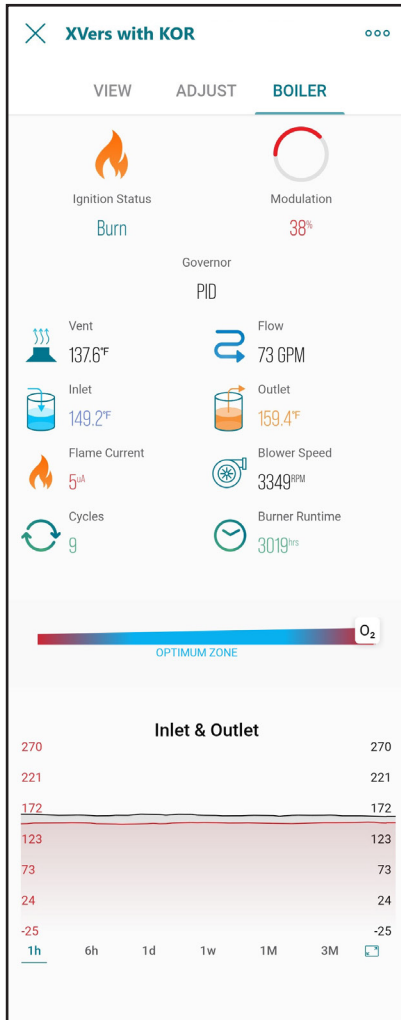 XVers with KOR
VIEW ADJUST BOILER
Ignition Status Modulation
Burn 38%
Governor
PID
Vent Flow
137.6°F 73 GPM
Inlet Outlet
149.2°F 159.4°F
Flame Current Blower Speed
5uA 3349RPM
Cycles Burner Runtime
9 3019hrs
O₂
OPTIMUM ZONE
Inlet & Outlet
270 270
221 221
172 172
123 123
73 73
24 24
-25 -25
1h 6h 1d 1w 1M 3M